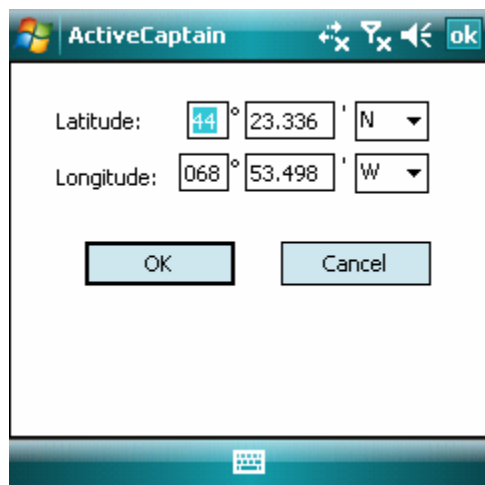 ActiveCaptain ok
Latitude: 44 ° 23.336 ' N
Longitude: 068 ° 53.498 ' W
OK Cancel